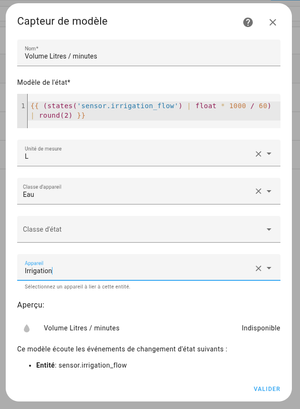 Capteur de modèle
Nom*
Volume Litres / minutes
Modèle de l'état*
1 {{ (states('sensor.irrigation_flow') | float * 1000 / 60)
| round(2) }}
Unité de mesure
L
Classe d'appareil
Eau
Classe d'état
Appareil
Irrigation
Sélectionnez un appareil à lier à cette entité.
Aperçu:
Volume Litres / minutes Indisponible
Ce modèle écoute les événements de changement d'état suivants :
• Entité: sensor.irrigation_flow
VALIDER